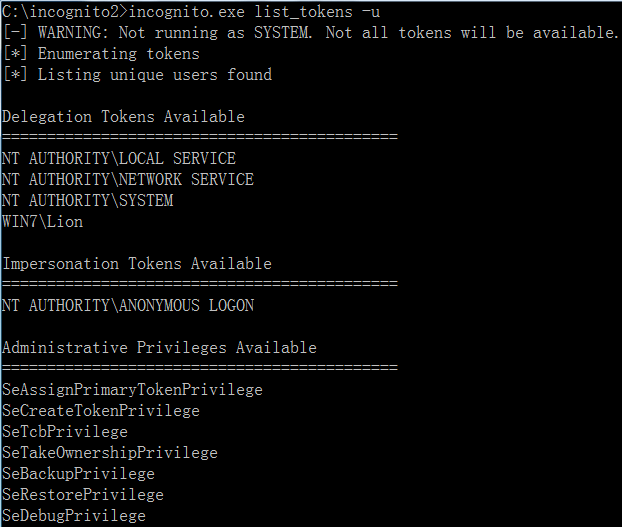 C:\incognito2>incognito.exe list_tokens -u
[-] WARNING: Not running as SYSTEM. Not all tokens will be available.
[*] Enumerating tokens
[*] Listing unique users found
Delegation Tokens Available
============================================
NT AUTHORITY\LOCAL SERVICE
NT AUTHORITY\NETWORK SERVICE
NT AUTHORITY\SYSTEM
WIN7\Lion
Impersonation Tokens Available
============================================
NT AUTHORITY\ANONYMOUS LOGON
Administrative Privileges Available
============================================
SeAssignPrimaryTokenPrivilege
SeCreateTokenPrivilege
SeTcbPrivilege
SeTakeOwnershipPrivilege
SeBackupPrivilege
SeRestorePrivilege
SeDebugPrivilege